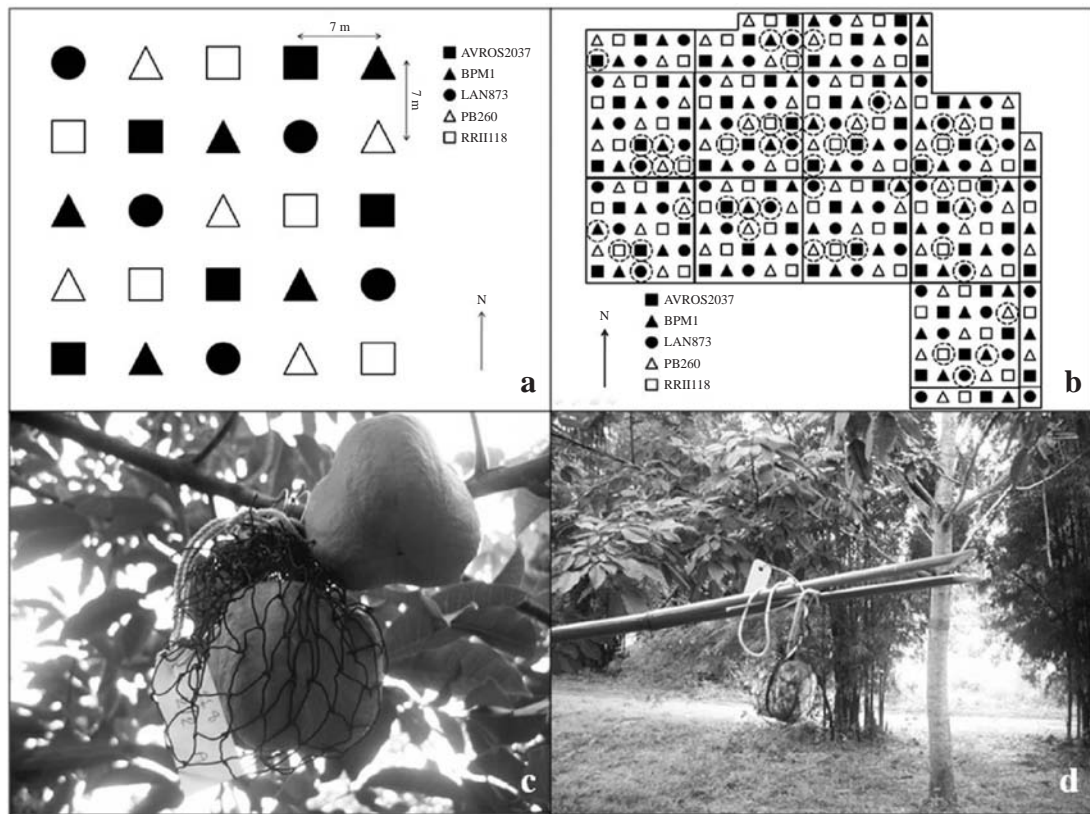 7 m
7 m
AVROS2037
BPM1
LAN873
PB260
RRII118
N
a
AVROS2037
BPM1
LAN873
PB260
RRII118
N
b
c
d